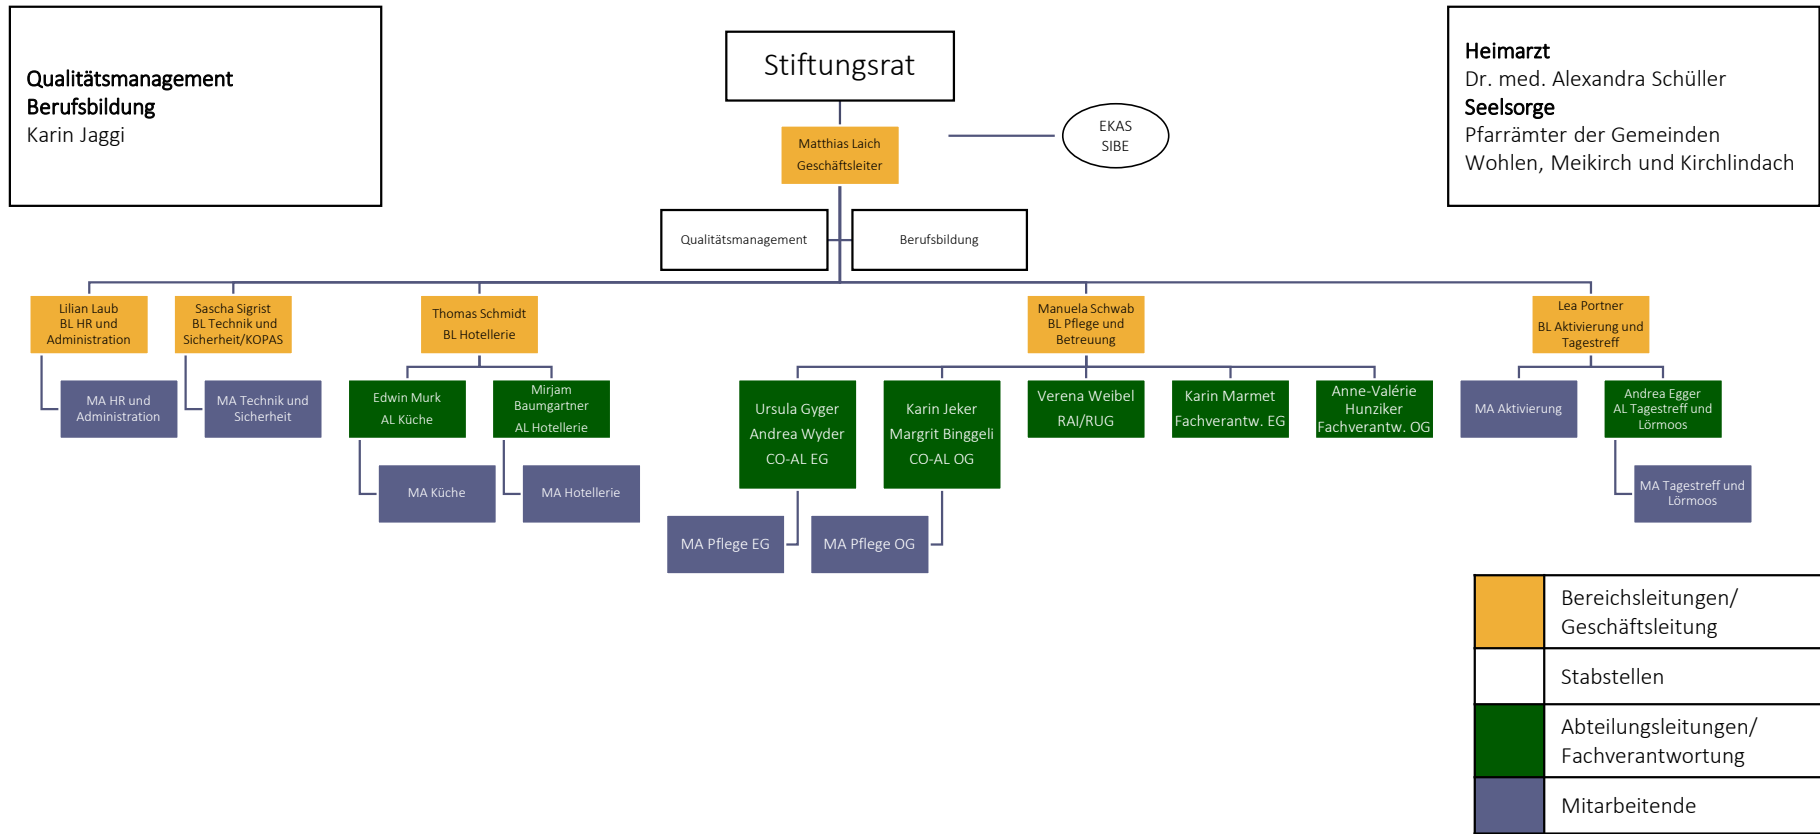 Qualitätsmanagement
Berufsbildung
Karin Jaggi
Stiftungsrat
Heimarzt
Dr. med. Alexandra Schüller
Seelsorge
Pfarrämter der Gemeinden
Wohlen, Meikirch und Kirchlindach
Matthias Laich
Geschäftsleiter
EKAS
SIBE
Qualitätsmanagement
Berufsbildung
Lilian Laub
BL HR und
Administration
Sascha Sigrist
BL Technik und
Sicherheit/KOPAS
Thomas Schmidt
BL Hotellerie
Manuela Schwab
BL Pflege und
Betreuung
Lea Portner
BL Aktivierung und
Tagestreff
MA HR und
Administration
MA Technik und
Sicherheit
Edwin Murk
AL Küche
Mirjam
Baumgartner
AL Hotellerie
Ursula Gyger
Andrea Wyder
CO-AL EG
Karin Jeker
Margrit Binggeli
CO-AL OG
Verena Weibel
RAI/RUG
Karin Marmet
Fachverantw. EG
Anne-Valérie
Hunziker
Fachverantw. OG
MA Aktivierung
Andrea Egger
AL Tagestreff und
Lörmoos
MA Küche
MA Hotellerie
MA Pflege EG
MA Pflege OG
MA Tagestreff und
Lörmoos
Bereichsleitungen/
Geschäftsleitung
Stabstellen
Abteilungsleitungen/
Fachverantwortung
Mitarbeitende